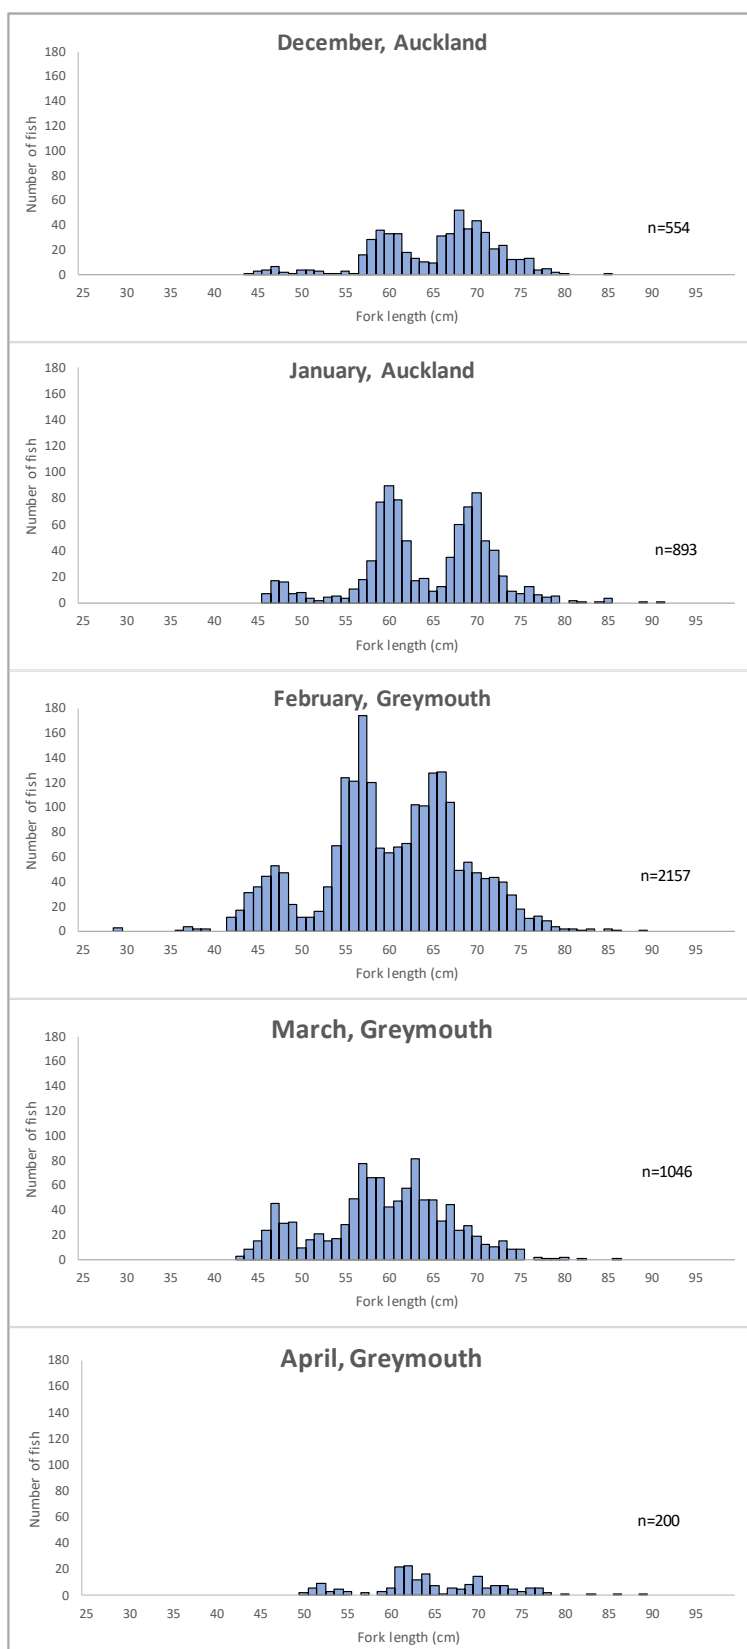 December, Auckland
180
160
140
120
100
80
60
40
20
0
Number of fish
n=554
25 30 35 40 45 50 55 60 65 70 75 80 85 90 95
Fork length (cm)
January, Auckland
180
160
140
120
100
80
60
40
20
0
Number of fish
n=893
25 30 35 40 45 50 55 60 65 70 75 80 85 90 95
Fork length (cm)
February, Greymouth
180
160
140
120
100
80
60
40
20
0
Number of fish
n=2157
25 30 35 40 45 50 55 60 65 70 75 80 85 90 95
Fork length (cm)
March, Greymouth
180
160
140
120
100
80
60
40
20
0
Number of fish
n=1046
25 30 35 40 45 50 55 60 65 70 75 80 85 90 95
Fork length (cm)
April, Greymouth
180
160
140
120
100
80
60
40
20
0
Number of fish
n=200
25 30 35 40 45 50 55 60 65 70 75 80 85 90 95
Fork length (cm)